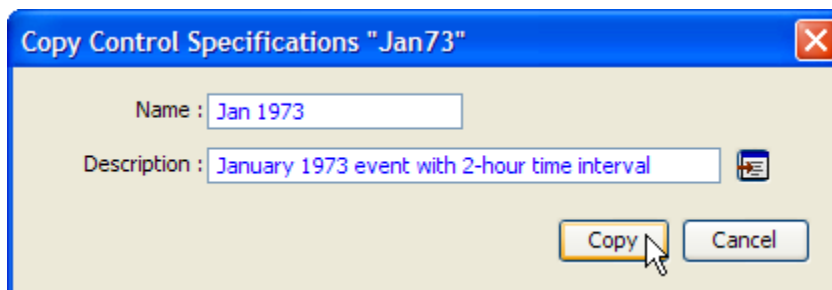 Copy Control Specifications "Jan73"
Name : Jan 1973
Description : January 1973 event with 2-hour time interval
Copy Cancel